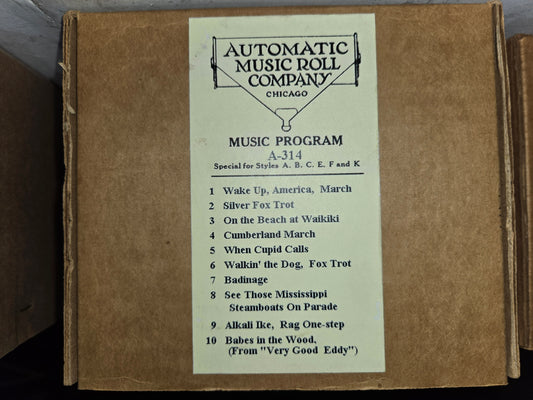 AUTOMATIC
MUSIC ROLL
COMPANY
CHICAGO
MUSIC PROGRAM
A-314
Special for Styles A. B. C. E. F and K
1 Wake Up, America, March
2 Silver Fox Trot
3 On the Beach at Waikiki
4 Cumberland March
5 When Cupid Calls
6 Walkin' the Dog, Fox Trot
7 Badinage
8 See Those Mississippi
Steamboats On Parade
9 Alkali Ike, Rag One-step
10 Babes in the Wood,
(From "Very Good Eddy")